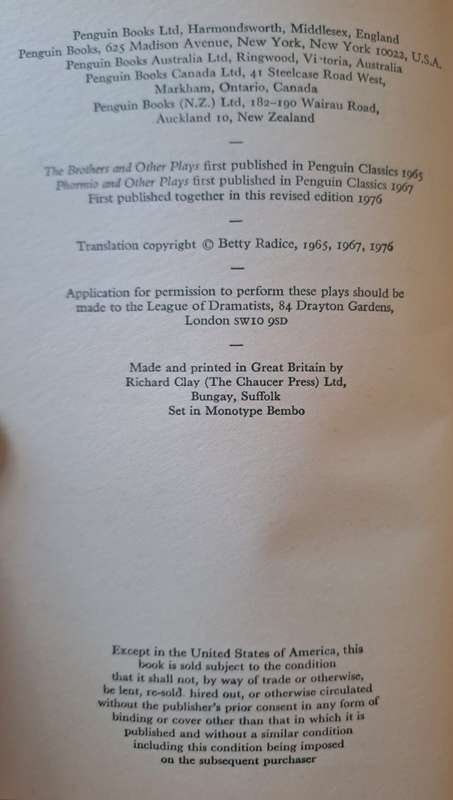 Penguin Books Ltd, Harmondsworth, Middlesex, England
Penguin Books, 625 Madison Avenue, New York, New York 10022, U.S.A.
Penguin Books Australia Ltd, Ringwood, Victoria, Australia
Penguin Books Canada Ltd, 41 Steelcase Road West,
Markham, Ontario, Canada
Penguin Books (N.Z.) Ltd, 182–190 Wairau Road,
Auckland 10, New Zealand
—
The Brothers and Other Plays first published in Penguin Classics 1965
Phormio and Other Plays first published in Penguin Classics 1967
First published together in this revised edition 1976
—
Translation copyright © Betty Radice, 1965, 1967, 1976
—
Application for permission to perform these plays should be
made to the League of Dramatists, 84 Drayton Gardens,
London SW10 9SD
—
Made and printed in Great Britain by
Richard Clay (The Chaucer Press) Ltd,
Bungay, Suffolk
Set in Monotype Bembo
Except in the United States of America, this
book is sold subject to the condition
that it shall not, by way of trade or otherwise,
be lent, re-sold, hired out, or otherwise circulated
without the publisher's prior consent in any form of
binding or cover other than that in which it is
published and without a similar condition
including this condition being imposed
on the subsequent purchaser